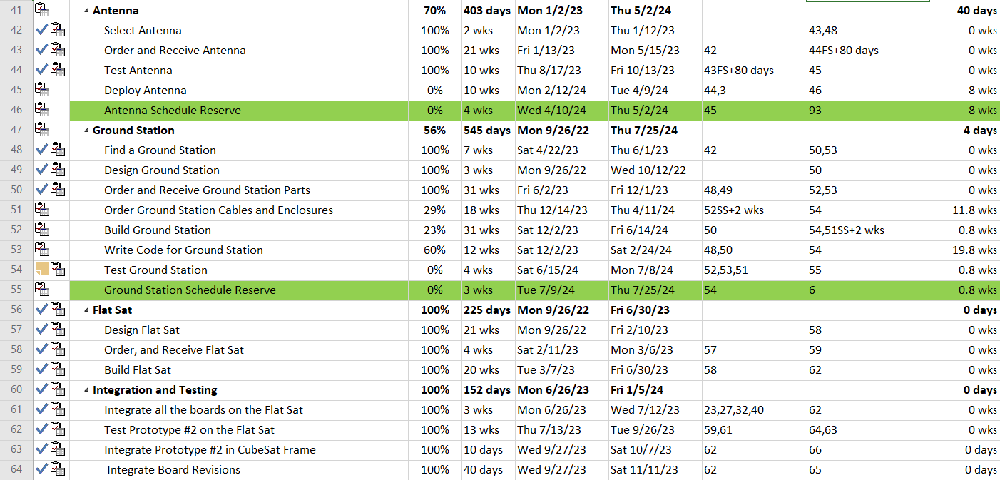 41 Antenna 70% 403 days Mon 1/2/23 Thu 5/2/24 40 days
42 Select Antenna 100% 2 wks Mon 1/2/23 Thu 1/12/23 43,48 0 wks
43 Order and Receive Antenna 100% 21 wks Fri 1/13/23 Mon 5/15/23 42 44FS+80 days 0 wks
44 Test Antenna 100% 10 wks Thu 8/17/23 Fri 10/13/23 43FS+80 days 45 0 wks
45 Deploy Antenna 0% 10 wks Mon 2/12/24 Tue 4/9/24 44,3 46 8 wks
46 Antenna Schedule Reserve 0% 4 wks Wed 4/10/24 Thu 5/2/24 45 93 8 wks
47 Ground Station 56% 545 days Mon 9/26/22 Thu 7/25/24 4 days
48 Find a Ground Station 100% 7 wks Sat 4/22/23 Thu 6/1/23 42 50,53 0 wks
49 Design Ground Station 100% 3 wks Mon 9/26/22 Wed 10/12/22 50 0 wks
50 Order and Receive Ground Station Parts 100% 31 wks Fri 6/2/23 Fri 12/1/23 48,49 52,53 0 wks
51 Order Ground Station Cables and Enclosures 29% 18 wks Thu 12/14/23 Thu 4/11/24 52SS+2 wks 54 11.8 wks
52 Build Ground Station 23% 31 wks Sat 12/2/23 Fri 6/14/24 50 54,51SS+2 wks 0.8 wks
53 Write Code for Ground Station 60% 12 wks Sat 12/2/23 Sat 2/24/24 48,50 54 19.8 wks
54 Test Ground Station 0% 4 wks Sat 6/15/24 Mon 7/8/24 52,53,51 55 0.8 wks
55 Ground Station Schedule Reserve 0% 3 wks Tue 7/9/24 Thu 7/25/24 54 6 0.8 wks
56 Flat Sat 100% 225 days Mon 9/26/22 Fri 6/30/23 0 days
57 Design Flat Sat 100% 21 wks Mon 9/26/22 Fri 2/10/23 58 0 wks
58 Order, and Receive Flat Sat 100% 4 wks Sat 2/11/23 Mon 3/6/23 57 59 0 wks
59 Build Flat Sat 100% 20 wks Tue 3/7/23 Fri 6/30/23 58 62 0 wks
60 Integration and Testing 100% 152 days Mon 6/26/23 Fri 1/5/24 0 days
61 Integrate all the boards on the Flat Sat 100% 3 wks Mon 6/26/23 Wed 7/12/23 23,27,32,40 62 0 wks
62 Test Prototype #2 on the Flat Sat 100% 13 wks Thu 7/13/23 Tue 9/26/23 59,61 64,63 0 wks
63 Integrate Prototype #2 in CubeSat Frame 100% 10 days Wed 9/27/23 Sat 10/7/23 62 66 0 days
64 Integrate Board Revisions 100% 40 days Wed 9/27/23 Sat 11/11/23 62 65 0 days